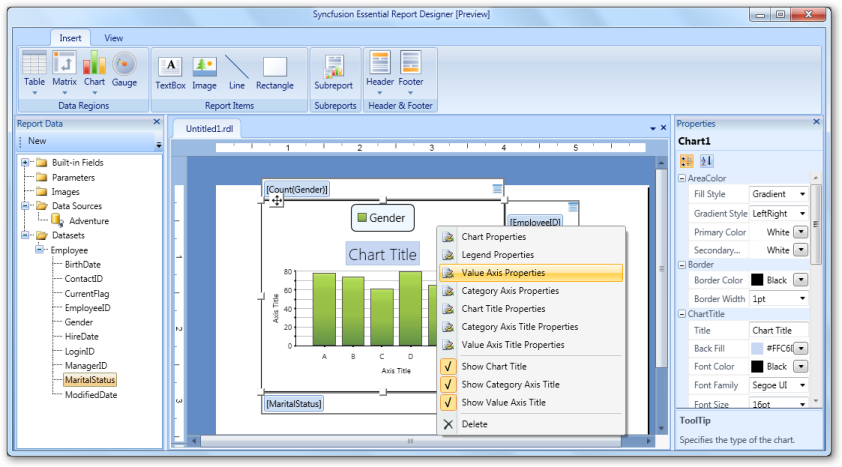 Syncfusion Essential Report Designer [Preview]
Insert View
Table Matrix Chart Gauge
TextBox Image Line Rectangle
Subreport
Header Footer
Data Regions Report Items Subreports Header & Footer
Report Data
New
Built-in Fields
Parameters
Images
Data Sources
Adventure
Datasets
Employee
BirthDate
ContactID
CurrentFlag
EmployeeID
Gender
HireDate
LoginID
ManagerID
MaritalStatus
ModifiedDate
Untitled1.rdl
1 2 3 4 5
1
2
3
[Count(Gender)]
[EmployeeID]
Gender
Chart Title
80
60
40
20
0
Axis Title
A B C D
Axis Title
[MaritalStatus]
Chart Properties
Legend Properties
Value Axis Properties
Category Axis Properties
Chart Title Properties
Category Axis Title Properties
Value Axis Title Properties
Show Chart Title
Show Category Axis Title
Show Value Axis Title
Delete
Properties
Chart1
AreaColor
Fill Style Gradient
Gradient Style LeftRight
Primary Color White
Secondary... White
Border
Border Color Black
Border Width 1pt
ChartTitle
Title Chart Title
Back Fill #FFC6D
Font Color Black
Font Family Segoe UI
Font Size 16pt
ToolTip
Specifies the type of the chart.